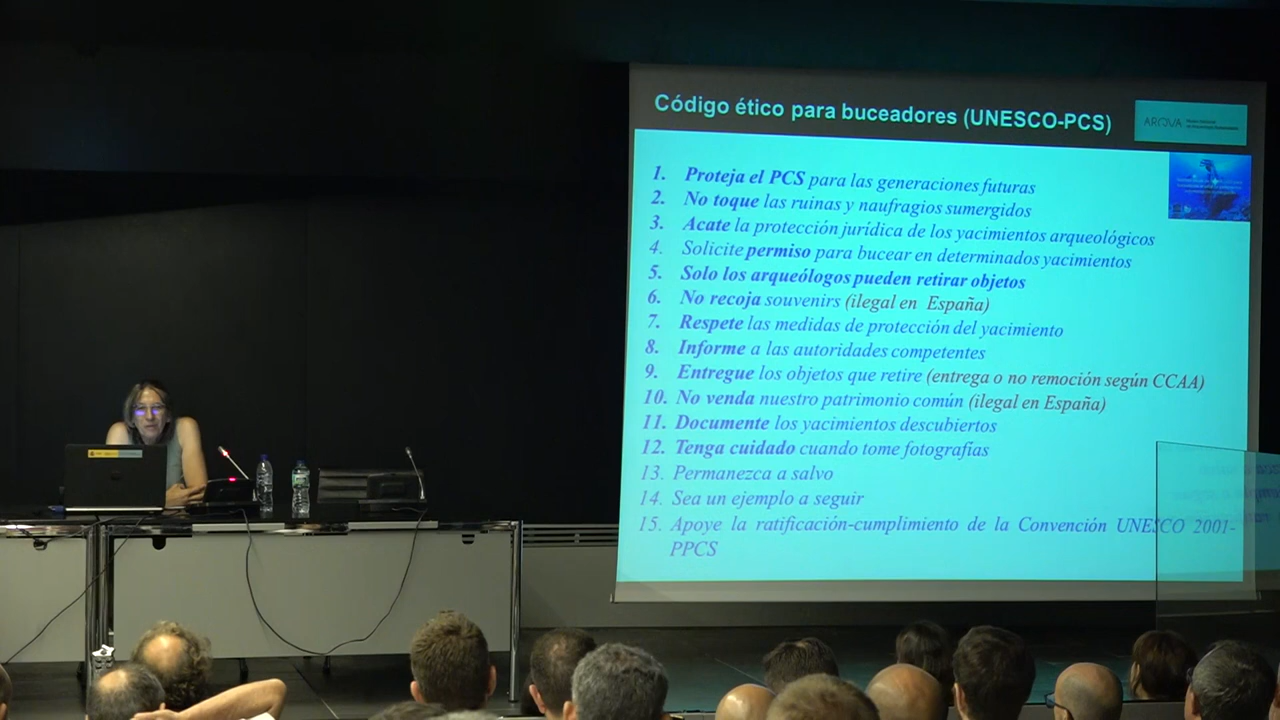 Código ético para buceadores (UNESCO-PCS)
AROVA
1. Proteja el PCS para las generaciones futuras
2. No toque las ruinas y naufragios sumergidos
3. Acate la protección jurídica de los yacimientos arqueológicos
4. Solicite permiso para bucear en determinados yacimientos
5. Solo los arqueólogos pueden retirar objetos
6. No recoja souvenirs (ilegal en España)
7. Respete las medidas de protección del yacimiento
8. Informe a las autoridades competentes
9. Entregue los objetos que retire (entrega o no remoción según CCAA)
10. No venda nuestro patrimonio común (ilegal en España)
11. Documente los yacimientos descubiertos
12. Tenga cuidado cuando tome fotografías
13. Permanezca a salvo
14. Sea un ejemplo a seguir
15. Apoye la ratificación-cumplimiento de la Convención UNESCO 2001-
PPCS